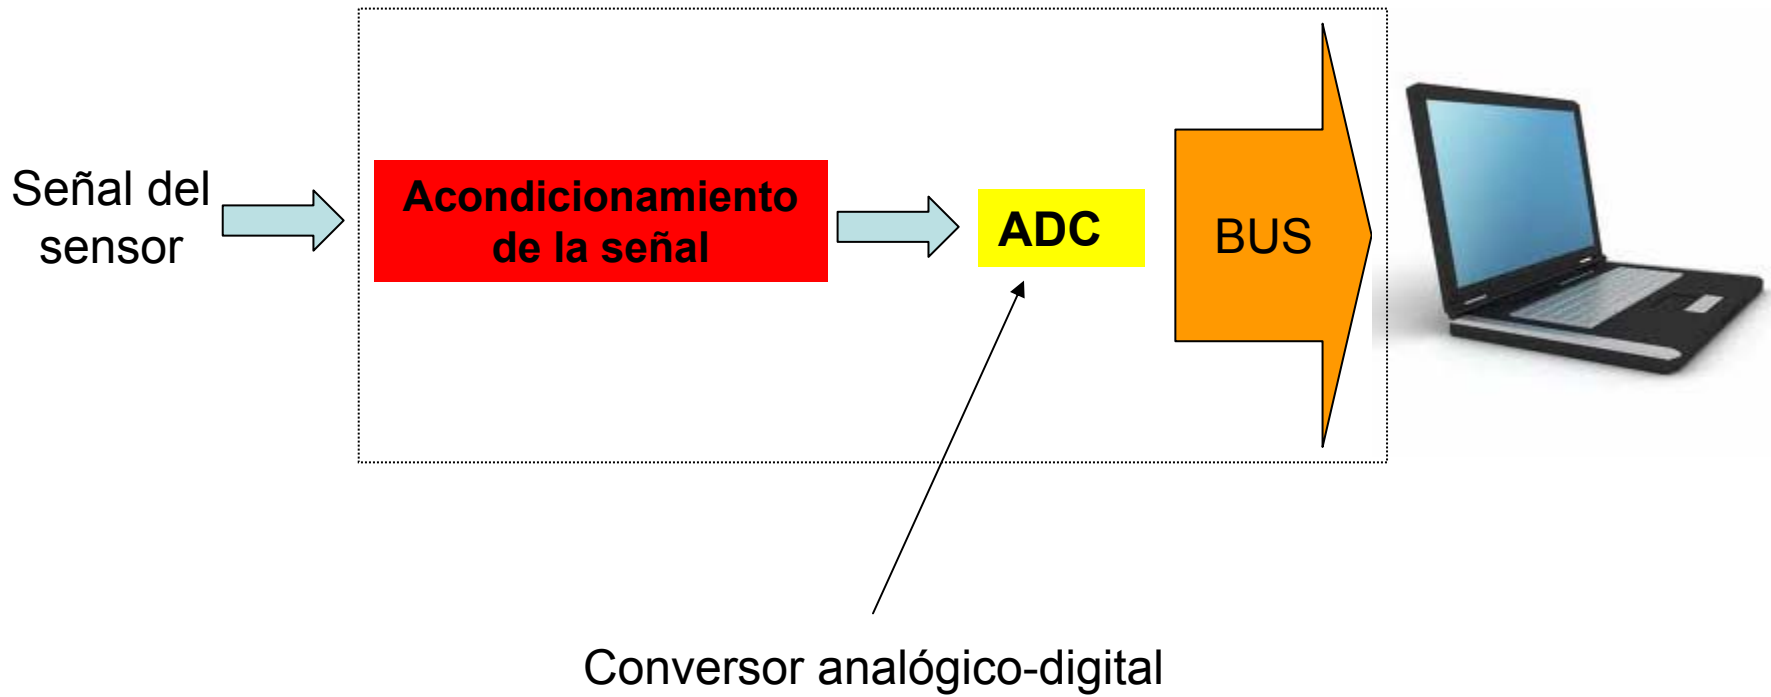 Señal del
sensor
Acondicionamiento
de la señal
ADC
BUS
Conversor analógico-digital